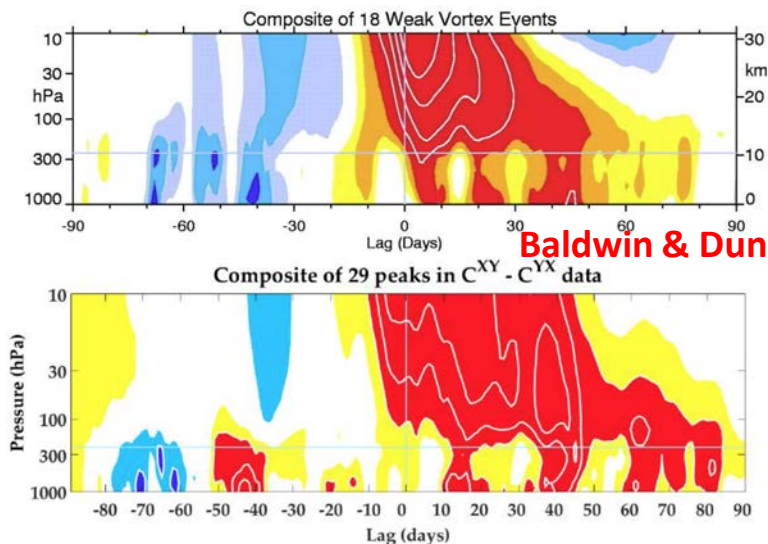 Composite of 18 Weak Vortex Events
10
30
hPa
100
300
1000
30
km
20
10
0
-90 -60 -30 0 30 60 90
Lag (Days)
Baldwin & Dun
Composite of 29 peaks in C^XY - C^YX data
Pressure (hPa)
10
30
100
300
1000
-80 -70 -60 -50 -40 -30 -20 -10 0 10 20 30 40 50 60 70 80 90
Lag (days)